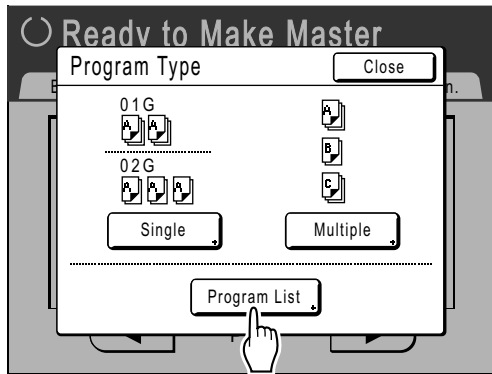 Ready to Make Master
Program Type
Close
01G
A A
A
02G
B
A A A
C
Single
Multiple
Program List